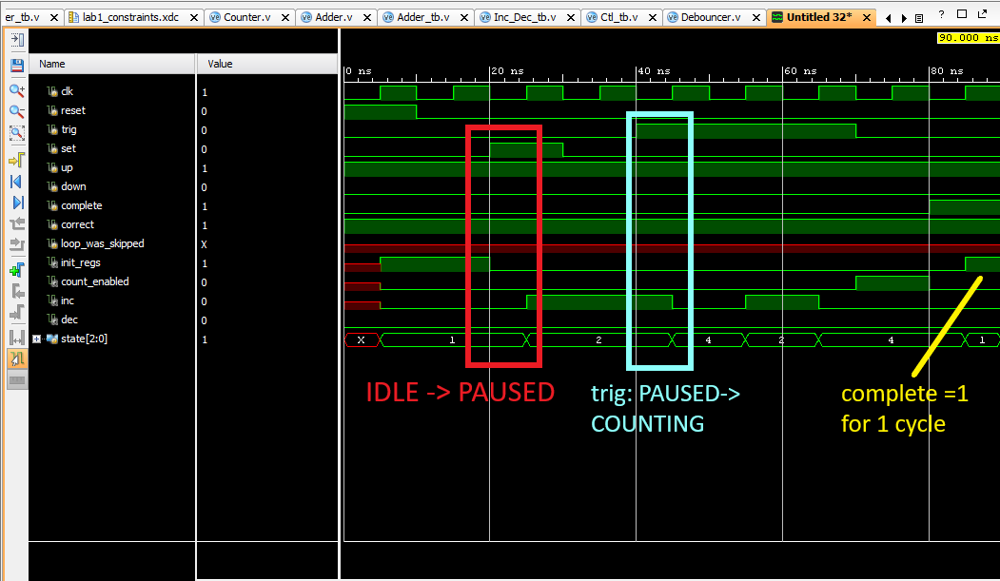 er_tb.v
lab1_constraints.xdc
Counter.v
Adder.v
Adder_tb.v
Inc_Dec_tb.v
Ctl_tb.v
Debouncer.v
Untitled 32*
90.000 ns
Name Value
0 ns 20 ns 40 ns 60 ns 80 ns
clk 1
reset 0
trig 0
set 0
up 1
down 0
complete 1
correct 1
loop_was_skipped X
init_regs 1
count_enabled 0
inc 0
dec 0
state[2:0] 1 X 1 2 4 2 4 1
IDLE -> PAUSED
trig: PAUSED->
COUNTING
complete =1
for 1 cycle